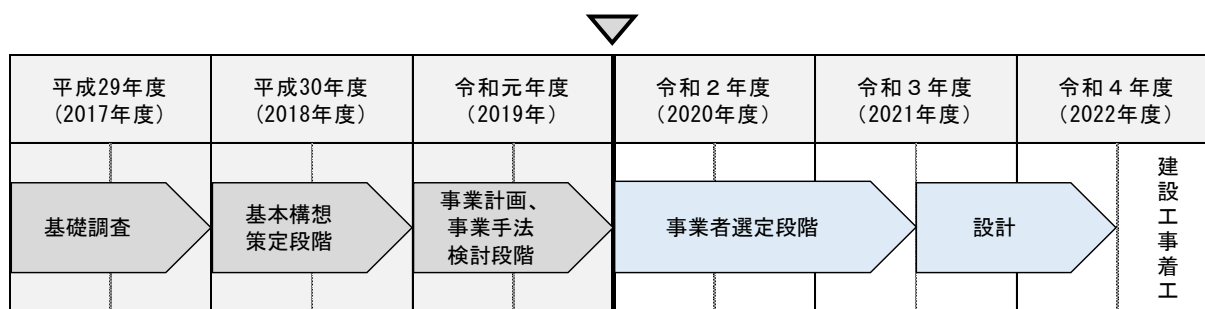 平成29年度
(2017年度)
平成30年度
(2018年度)
令和元年度
(2019年)
令和２年度
(2020年度)
令和３年度
(2021年度)
令和４年度
(2022年度)
基礎調査
基本構想
策定段階
事業計画、
事業手法
検討段階
事業者選定段階
設計
建設工事着工